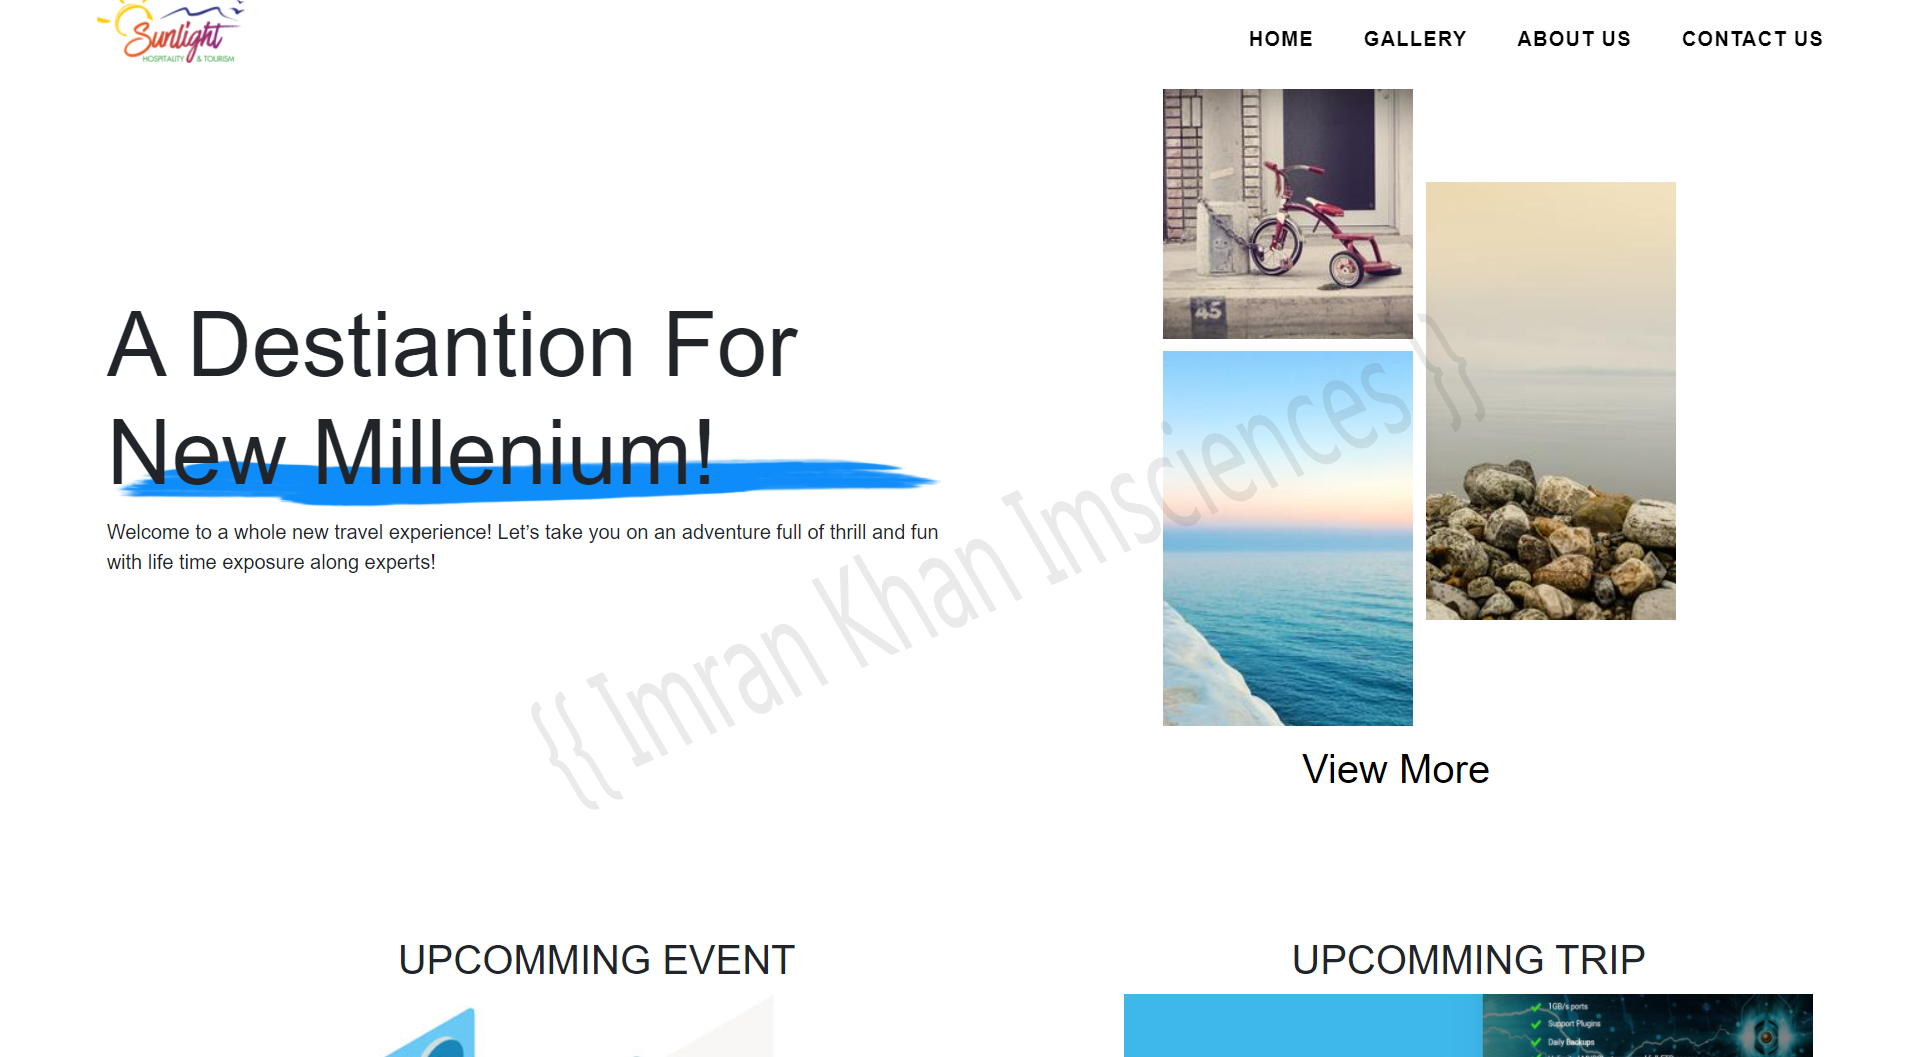 Sunlight
HOSPITALITY & TOURISM
HOME
GALLERY
ABOUT US
CONTACT US
45
A Destiantion For
New Millenium!
Welcome to a whole new travel experience! Let’s take you on an adventure full of thrill and fun
with life time exposure along experts!
{{ Imran Khan Imsciences }}
View More
UPCOMMING EVENT
UPCOMMING TRIP
1GB/s ports
Support Plugins
Daily Backups